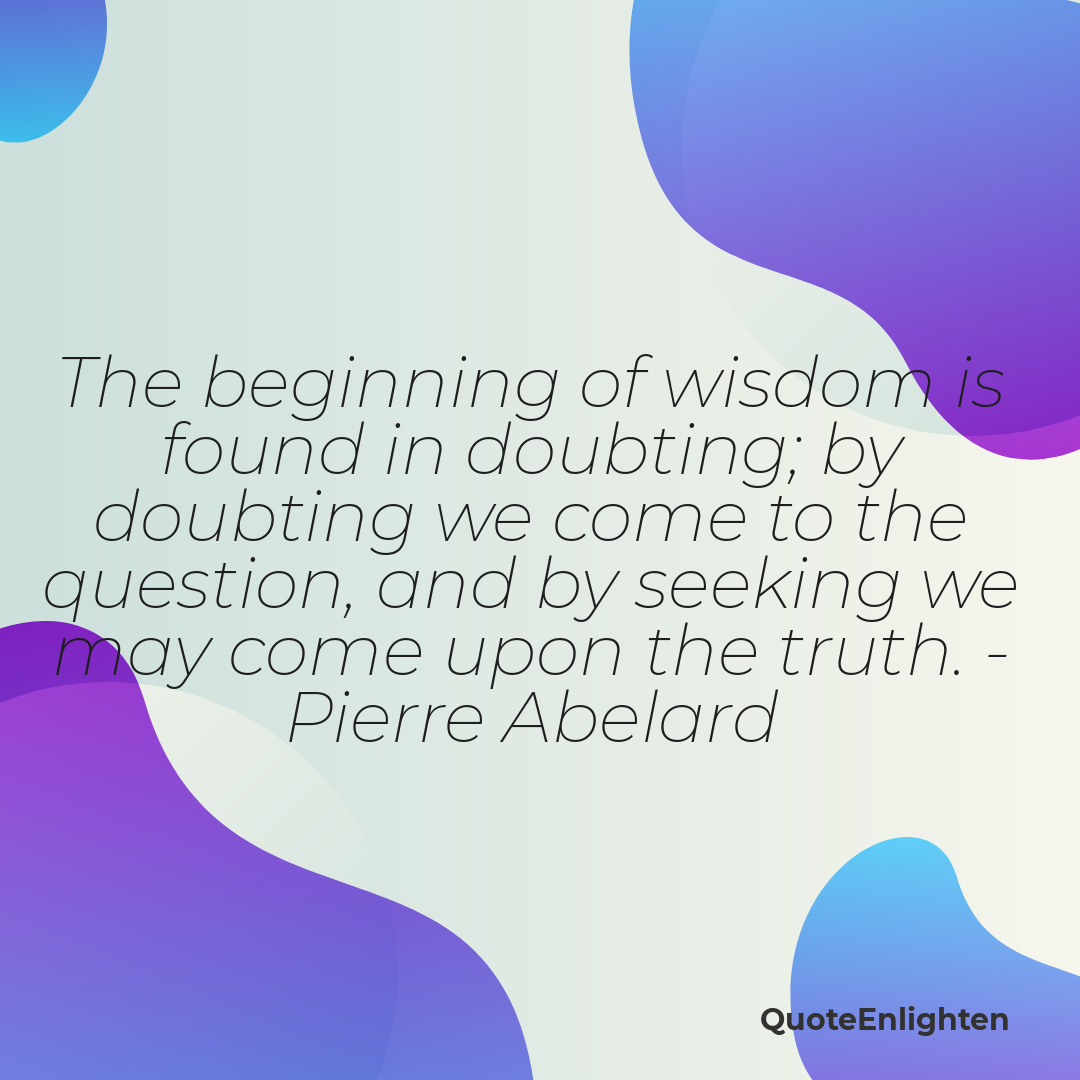 The beginning of wisdom is
found in doubting; by
doubting we come to the
question, and by seeking we
may come upon the truth. -
Pierre Abelard
QuoteEnlighten